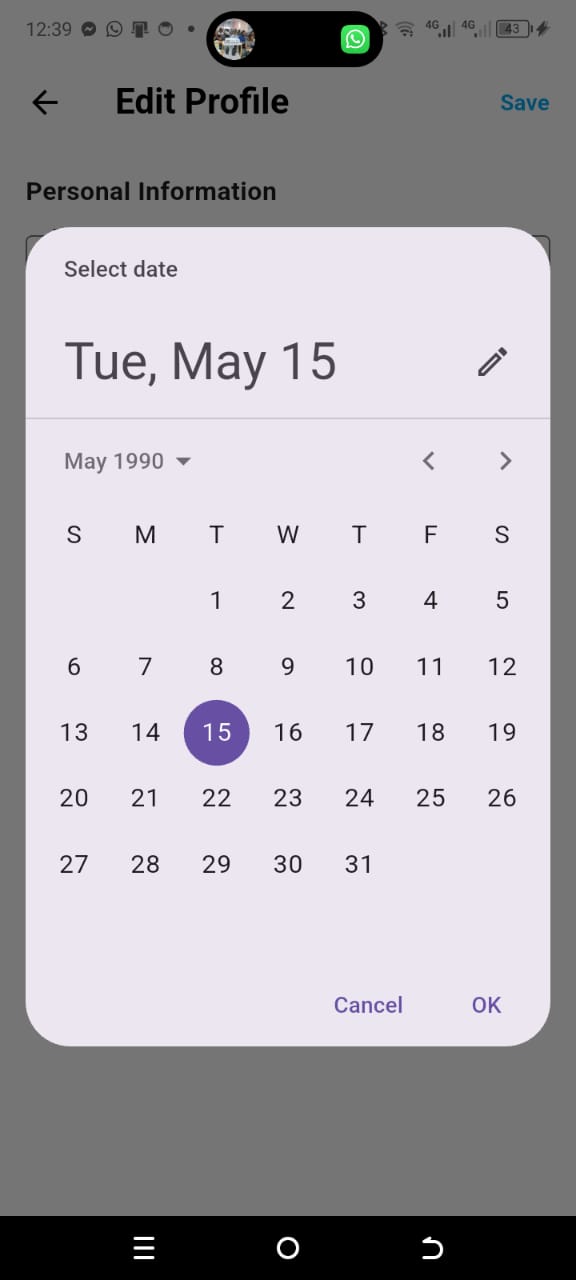 12:39 4G 4G 43
Edit Profile Save
Personal Information
Select date
Tue, May 15
May 1990
S M T W T F S
1 2 3 4 5
6 7 8 9 10 11 12
13 14 15 16 17 18 19
20 21 22 23 24 25 26
27 28 29 30 31
Cancel OK